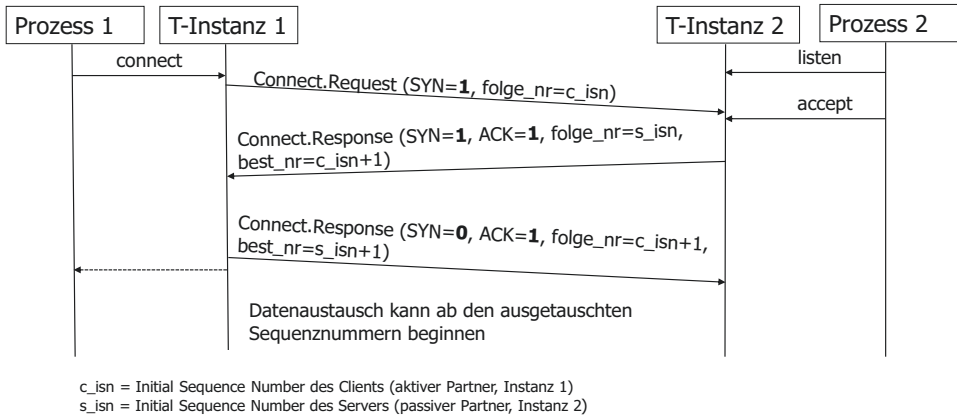 Prozess 1
T-Instanz 1
T-Instanz 2
Prozess 2
connect
listen
Connect.Request (SYN=1, folge_nr=c_isn)
accept
Connect.Response (SYN=1, ACK=1, folge_nr=s_isn,
best_nr=c_isn+1)
Connect.Response (SYN=0, ACK=1, folge_nr=c_isn+1,
best_nr=s_isn+1)
Datenaustausch kann ab den ausgetauschten
Sequenznummern beginnen
c_isn = Initial Sequence Number des Clients (aktiver Partner, Instanz 1)
s_isn = Initial Sequence Number des Servers (passiver Partner, Instanz 2)